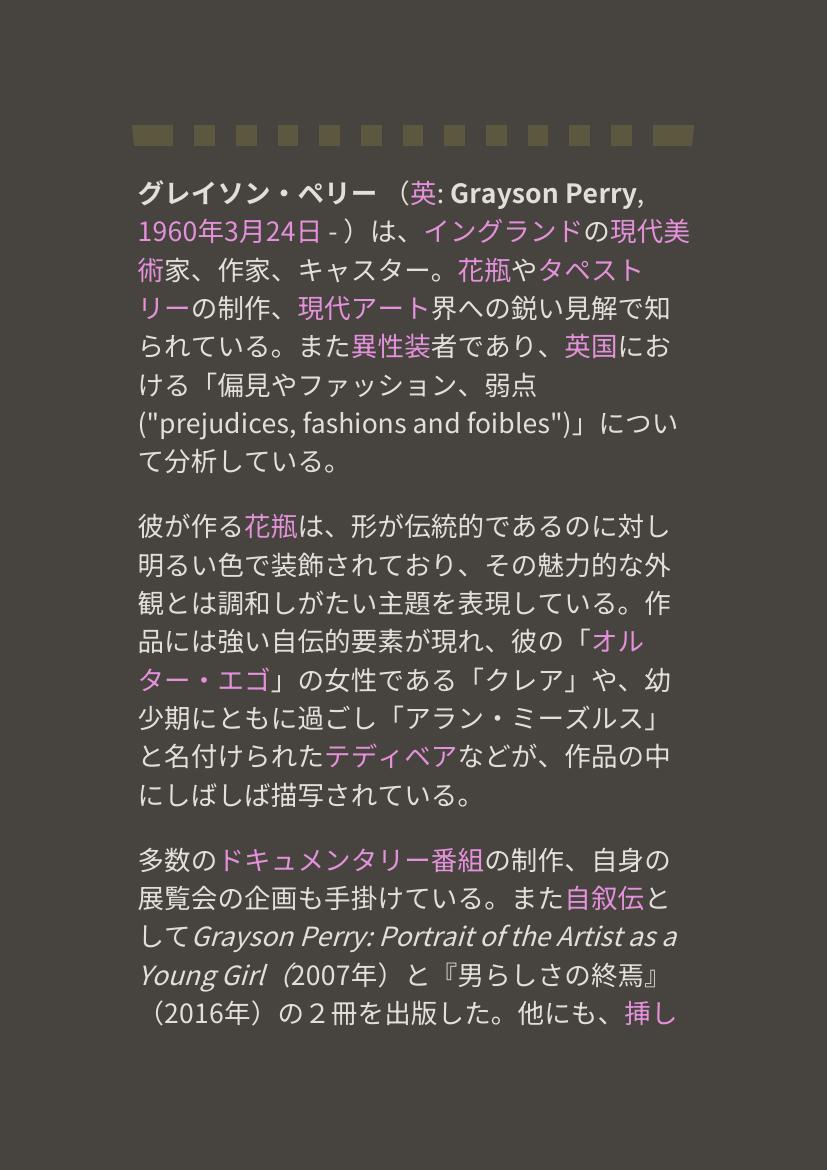 グレイソン・ペリー （英: Grayson Perry,
1960年3月24日 - ）は、イングランドの現代美
術家、作家、キャスター。花瓶やタペスト
リーの制作、現代アート界への鋭い見解で知
られている。また異性装者であり、英国にお
ける「偏見やファッション、弱点
("prejudices, fashions and foibles")」につい
て分析している。
彼が作る花瓶は、形が伝統的であるのに対し
明るい色で装飾されており、その魅力的な外
観とは調和しがたい主題を表現している。作
品には強い自伝的要素が現れ、彼の「オル
ター・エゴ」の女性である「クレア」や、幼
少期にともに過ごし「アラン・ミーズルス」
と名付けられたテディベアなどが、作品の中
にしばしば描写されている。
多数のドキュメンタリー番組の制作、自身の
展覧会の企画も手掛けている。また自叙伝と
してGrayson Perry: Portrait of the Artist as a
Young Girl（2007年）と『男らしさの終焉』
（2016年）の２冊を出版した。他にも、挿し